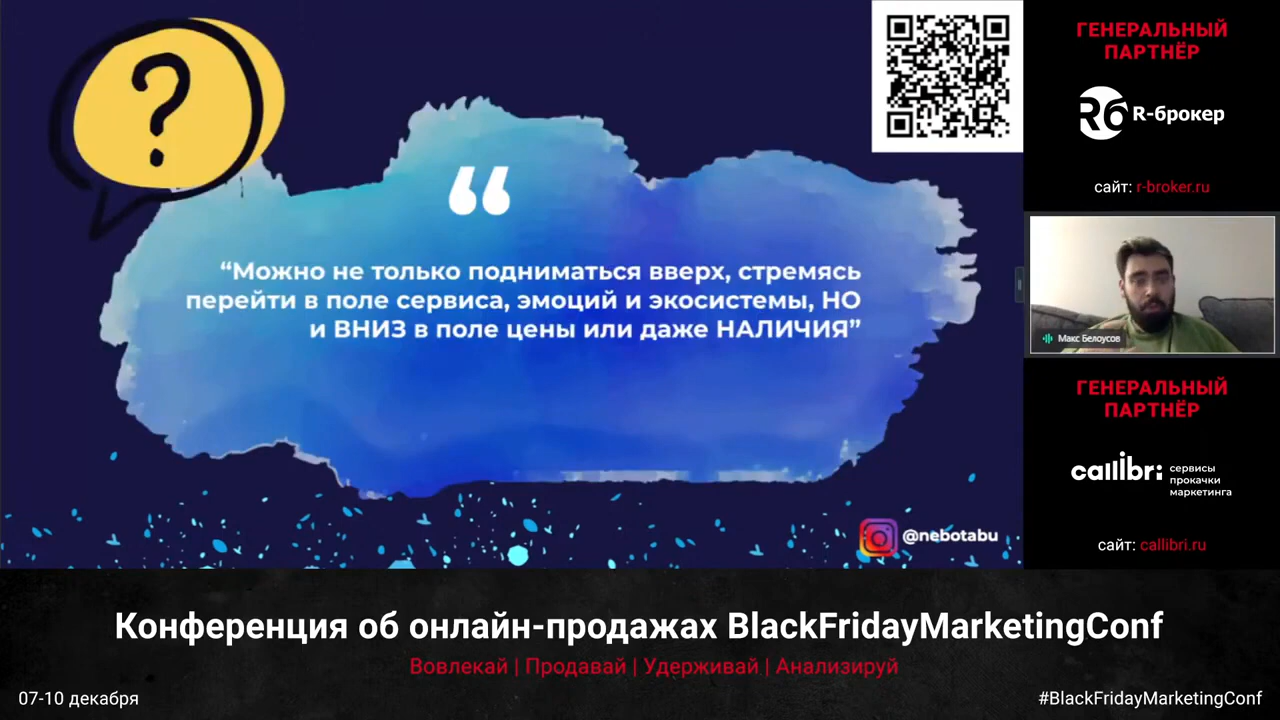 ?
“
“Можно не только подниматься вверх, стремясь
перейти в поле сервиса, эмоций и экосистемы, НО
и ВНИЗ в поле цены или даже НАЛИЧИЯ”
@nebotabu
ГЕНЕРАЛЬНЫЙ
ПАРТНЁР
R6 R-брокер
сайт: r-broker.ru
Макс Белоусов
ГЕНЕРАЛЬНЫЙ
ПАРТНЁР
callibri сервисы
прокачки
маркетинга
сайт: callibri.ru
Конференция об онлайн-продажах BlackFridayMarketingConf
Вовлекай | Продавай | Удерживай | Анализируй
07-10 декабря
#BlackFridayMarketingConf